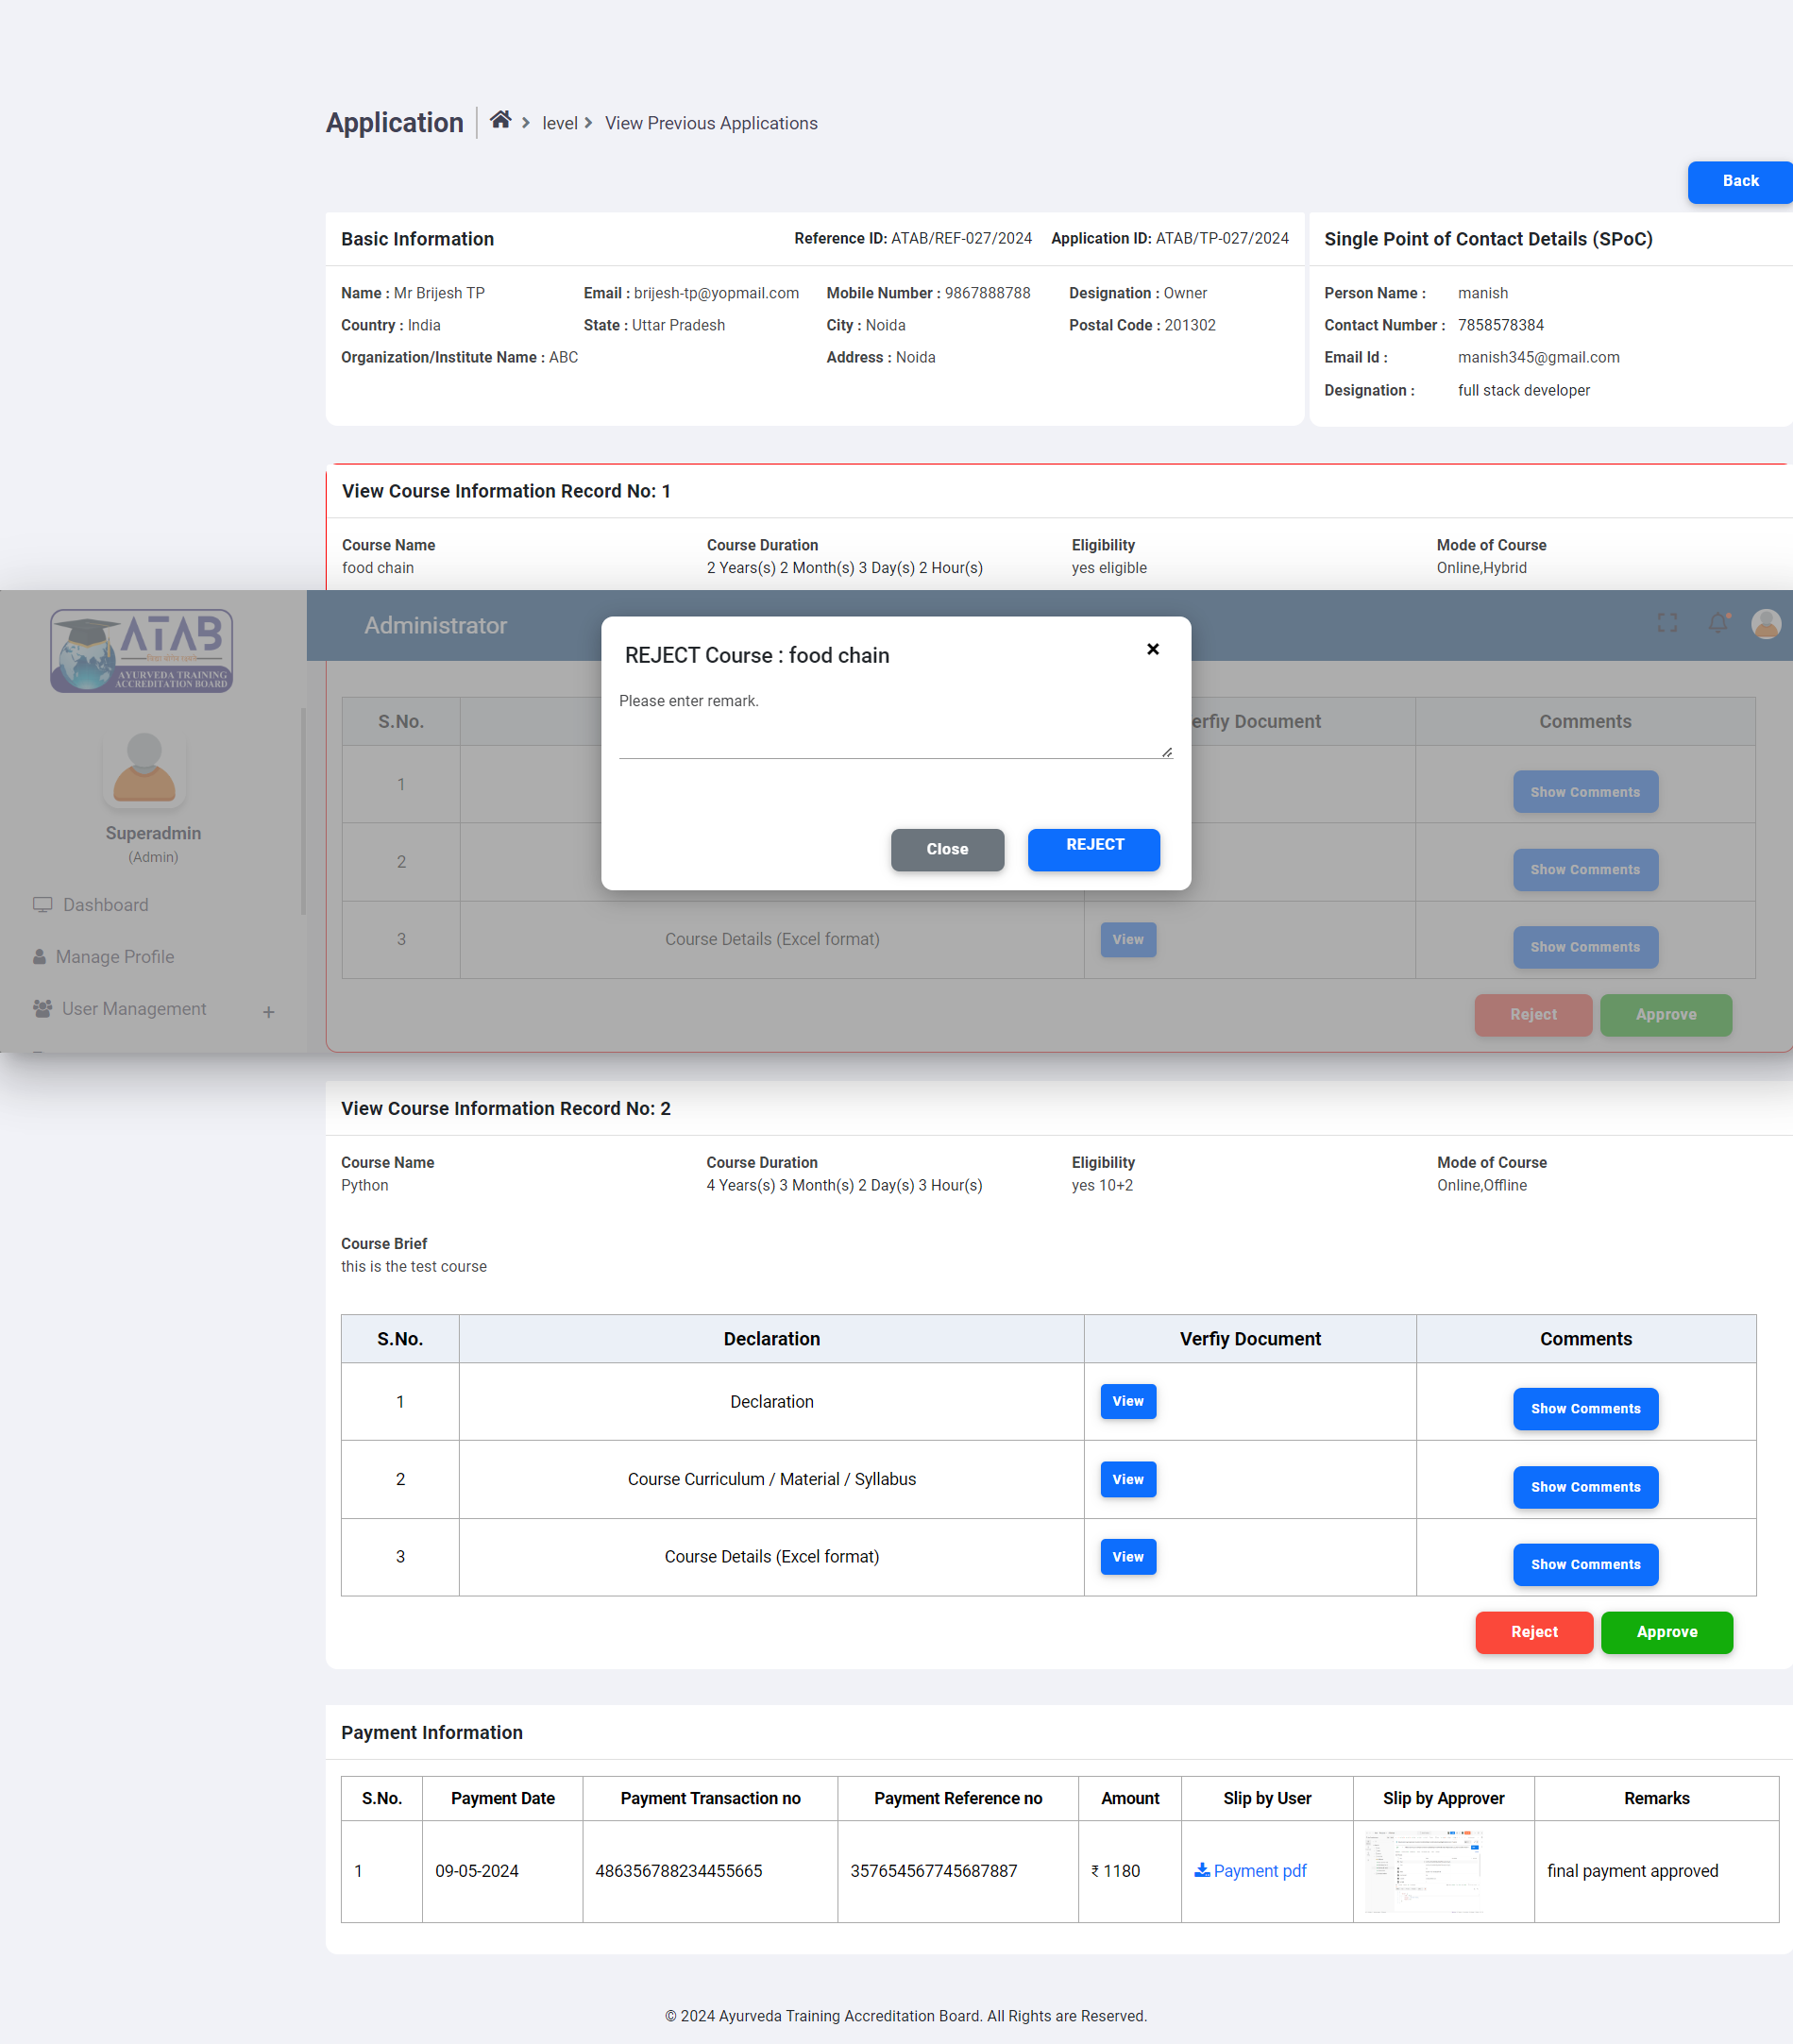 Application
level
View Previous Applications
Back
Basic Information
Reference ID: ATAB/REF-027/2024 Application ID: ATAB/TP-027/2024
Name : Mr Brijesh TP Email : brijesh-tp@yopmail.com Mobile Number : 9867888788 Designation : Owner
Country : India State : Uttar Pradesh City : Noida Postal Code : 201302
Organization/Institute Name : ABC Address : Noida
Single Point of Contact Details (SPoC)
Person Name : manish
Contact Number : 7858578384
Email Id : manish345@gmail.com
Designation : full stack developer
View Course Information Record No: 1
Course Name Course Duration Eligibility Mode of Course
food chain 2 Years(s) 2 Month(s) 3 Day(s) 2 Hour(s) yes eligible Online,Hybrid
ATAB
AYURVEDA TRAINING
ACCREDITATION BOARD
Administrator
Superadmin
(Admin)
Dashboard
Manage Profile
User Management +
REJECT Course : food chain ×
Please enter remark.
Close REJECT
S.No. erfiy Document Comments
1 Show Comments
2 Show Comments
3 Course Details (Excel format) View Show Comments
Reject Approve
View Course Information Record No: 2
Course Name Course Duration Eligibility Mode of Course
Python 4 Years(s) 3 Month(s) 2 Day(s) 3 Hour(s) yes 10+2 Online,Offline
Course Brief
this is the test course
S.No. Declaration Verfiy Document Comments
1 Declaration View Show Comments
2 Course Curriculum / Material / Syllabus View Show Comments
3 Course Details (Excel format) View Show Comments
Reject Approve
Payment Information
S.No. Payment Date Payment Transaction no Payment Reference no Amount Slip by User Slip by Approver Remarks
1 09-05-2024 486356788234455665 357654567745687887 ₹ 1180 Payment pdf final payment approved
© 2024 Ayurveda Training Accreditation Board. All Rights are Reserved.